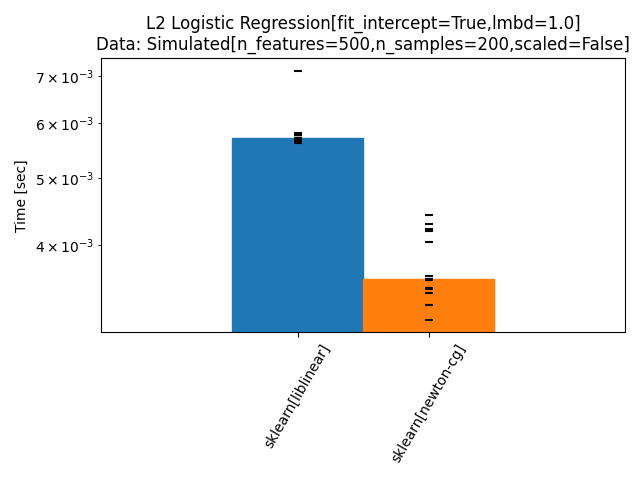 L2 Logistic Regression[fit_intercept=True,lmbd=1.0]
Data: Simulated[n_features=500,n_samples=200,scaled=False]
Time [sec]
7 × 10⁻³
6 × 10⁻³
5 × 10⁻³
4 × 10⁻³
sklearn[liblinear]
sklearn[newton-cg]